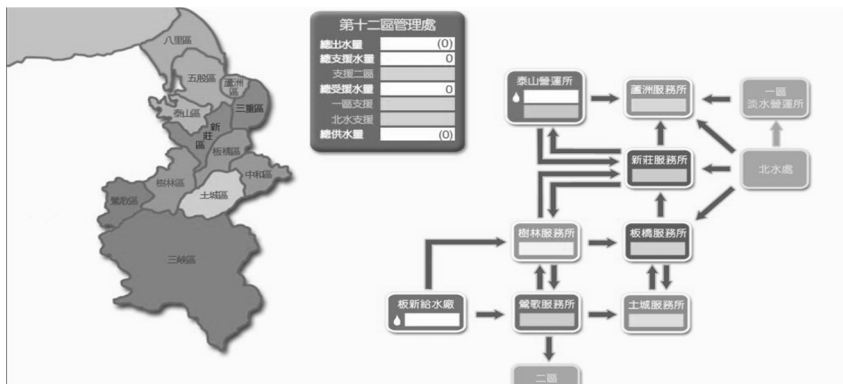 八里區
五股區
蘆洲
區
泰山區
三重區
新
莊
區
板橋區
樹林區
中和區
鶯歌區
土城區
三峽區
第十二區管理處
總出水量 (0)
總支援水量 0
支援二區
總受援水量 0
一區支援
北水支援
總供水量 (0)
泰山營運所
蘆洲服務所
一區
淡水營運所
新莊服務所
北水處
樹林服務所
板橋服務所
板新給水廠
鶯歌服務所
土城服務所
二區